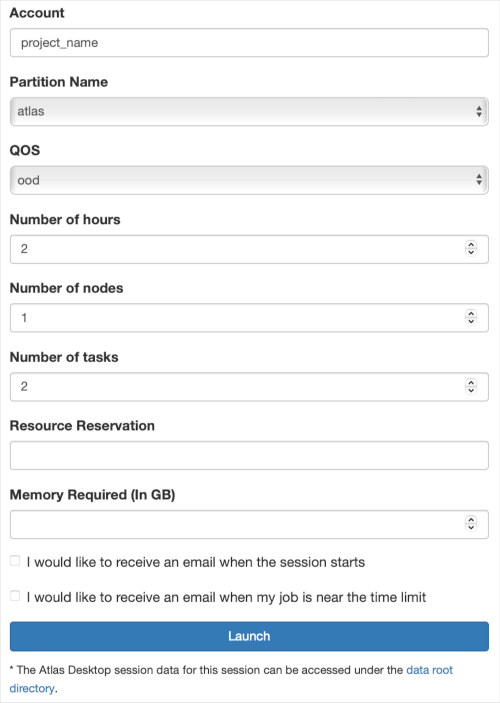 Account
project_name
Partition Name
atlas
QOS
ood
Number of hours
2
Number of nodes
1
Number of tasks
2
Resource Reservation
Memory Required (In GB)
I would like to receive an email when the session starts
I would like to receive an email when my job is near the time limit
Launch
* The Atlas Desktop session data for this session can be accessed under the data root
directory.